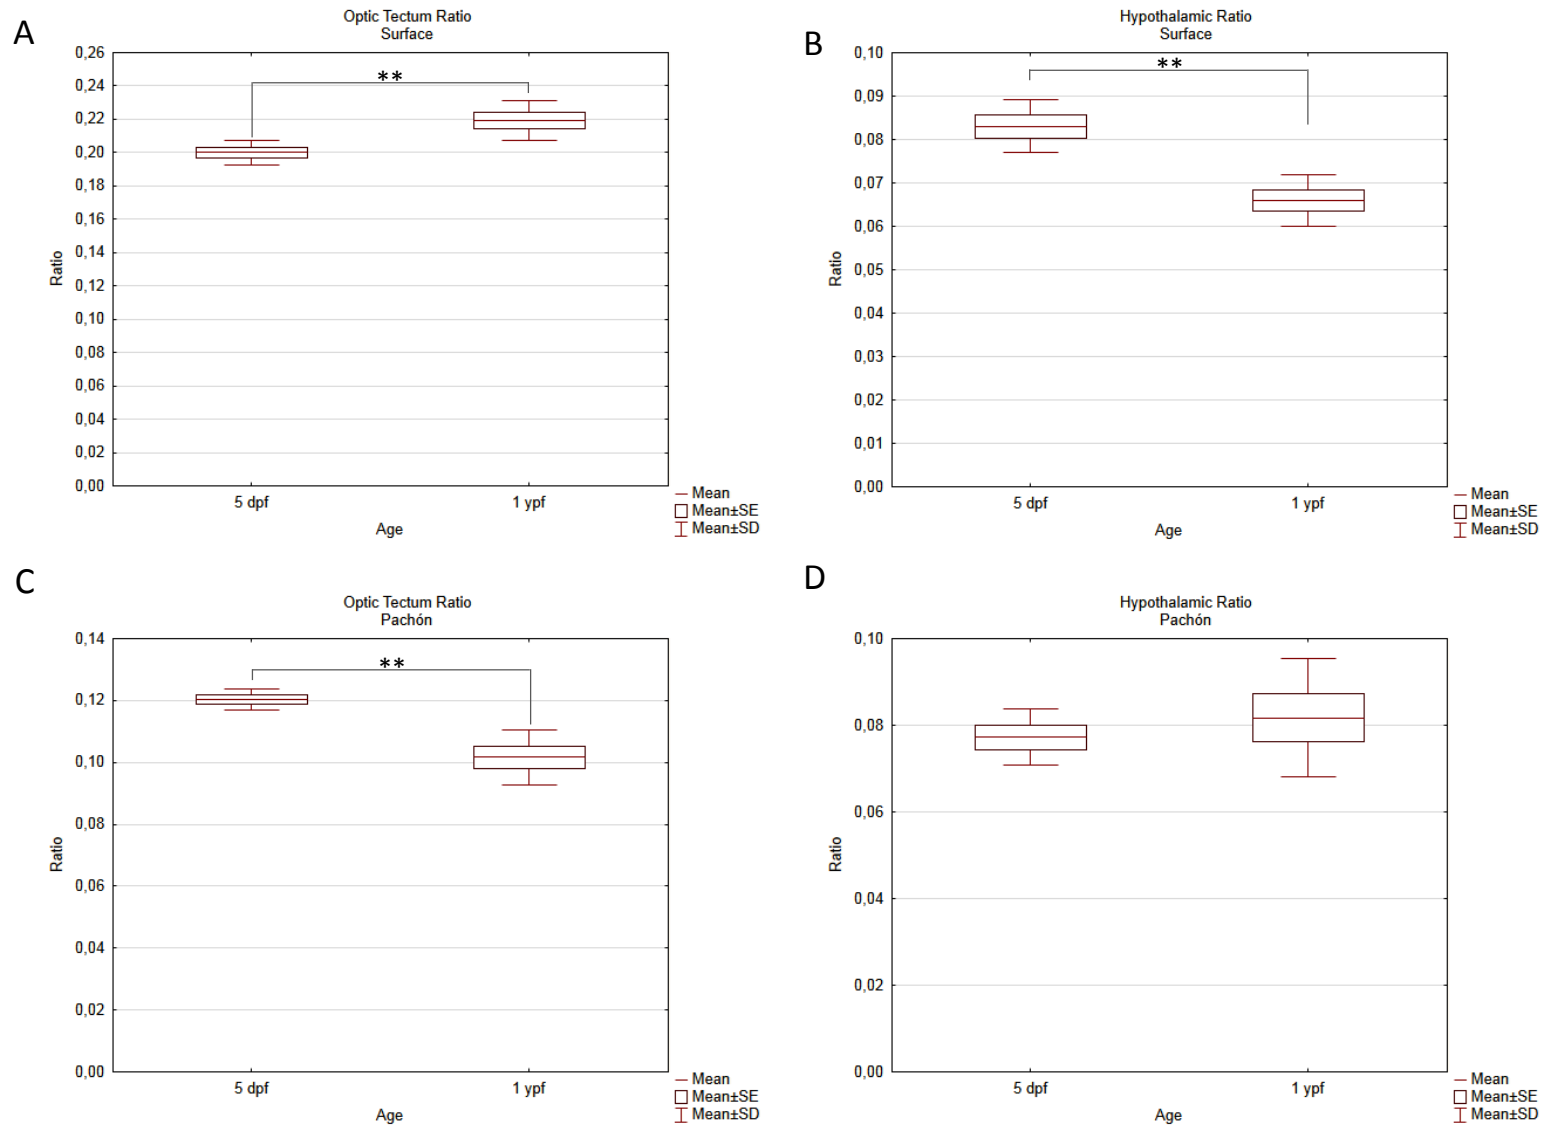 A
Optic Tectum Ratio
Surface
0,26
0,24
0,22
0,20
0,18
0,16
0,14
0,12
0,10
0,08
0,06
0,04
0,02
0,00
**
Ratio
5 dpf
1 ypf
Age
Mean
Mean±SE
Mean±SD
B
Hypothalamic Ratio
Surface
0,10
0,09
0,08
0,07
0,06
0,05
0,04
0,03
0,02
0,01
0,00
**
Ratio
5 dpf
1 ypf
Age
Mean
Mean±SE
Mean±SD
C
Optic Tectum Ratio
Pachón
0,14
0,12
0,10
0,08
0,06
0,04
0,02
0,00
**
Ratio
5 dpf
1 ypf
Age
Mean
Mean±SE
Mean±SD
D
Hypothalamic Ratio
Pachón
0,10
0,08
0,06
0,04
0,02
0,00
Ratio
5 dpf
1 ypf
Age
Mean
Mean±SE
Mean±SD